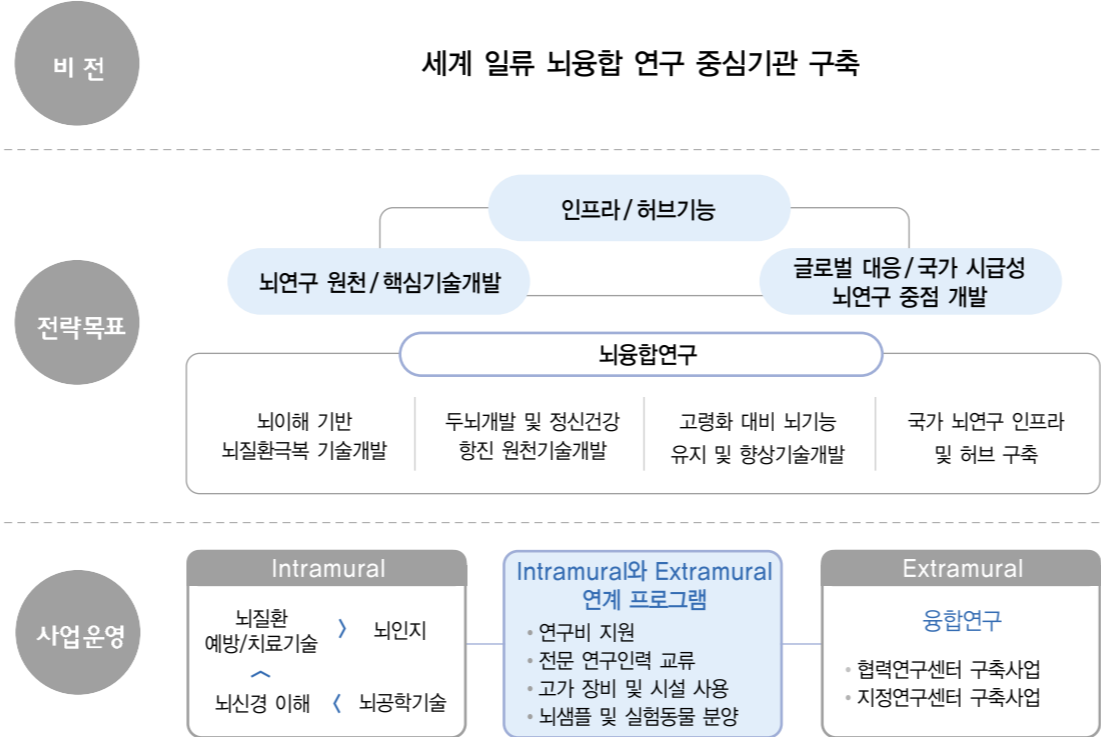 비 전
세계 일류 뇌융합 연구 중심기관 구축
전략목표
인프라/허브기능
뇌연구 원천/핵심기술개발
글로벌 대응/국가 시급성
뇌연구 중점 개발
뇌융합연구
뇌이해 기반
뇌질환극복 기술개발
두뇌개발 및 정신건강
항진 원천기술개발
고령화 대비 뇌기능
유지 및 향상기술개발
국가 뇌연구 인프라
및 허브 구축
사업운영
Intramural
뇌질환
예방/치료기술
〉
뇌인지
︿
뇌신경 이해
〈
뇌공학기술
Intramural와 Extramural
연계 프로그램
• 연구비 지원
• 전문 연구인력 교류
• 고가 장비 및 시설 사용
• 뇌샘플 및 실험동물 분양
Extramural
융합연구
• 협력연구센터 구축사업
• 지정연구센터 구축사업